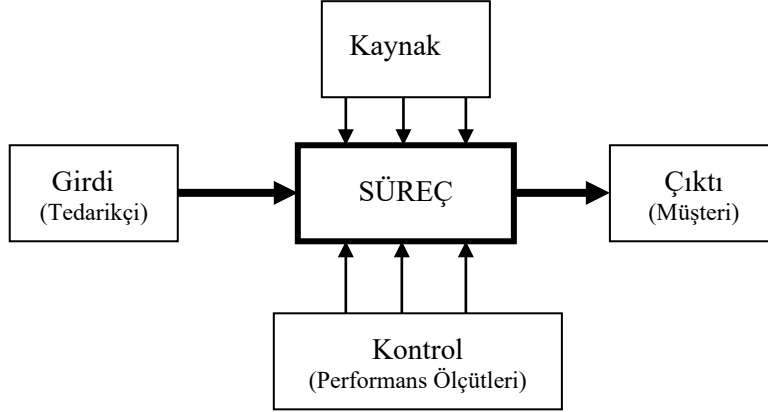 Kaynak
Girdi
(Tedarikçi)
SÜREÇ
Çıktı
(Müşteri)
Kontrol
(Performans Ölçütleri)